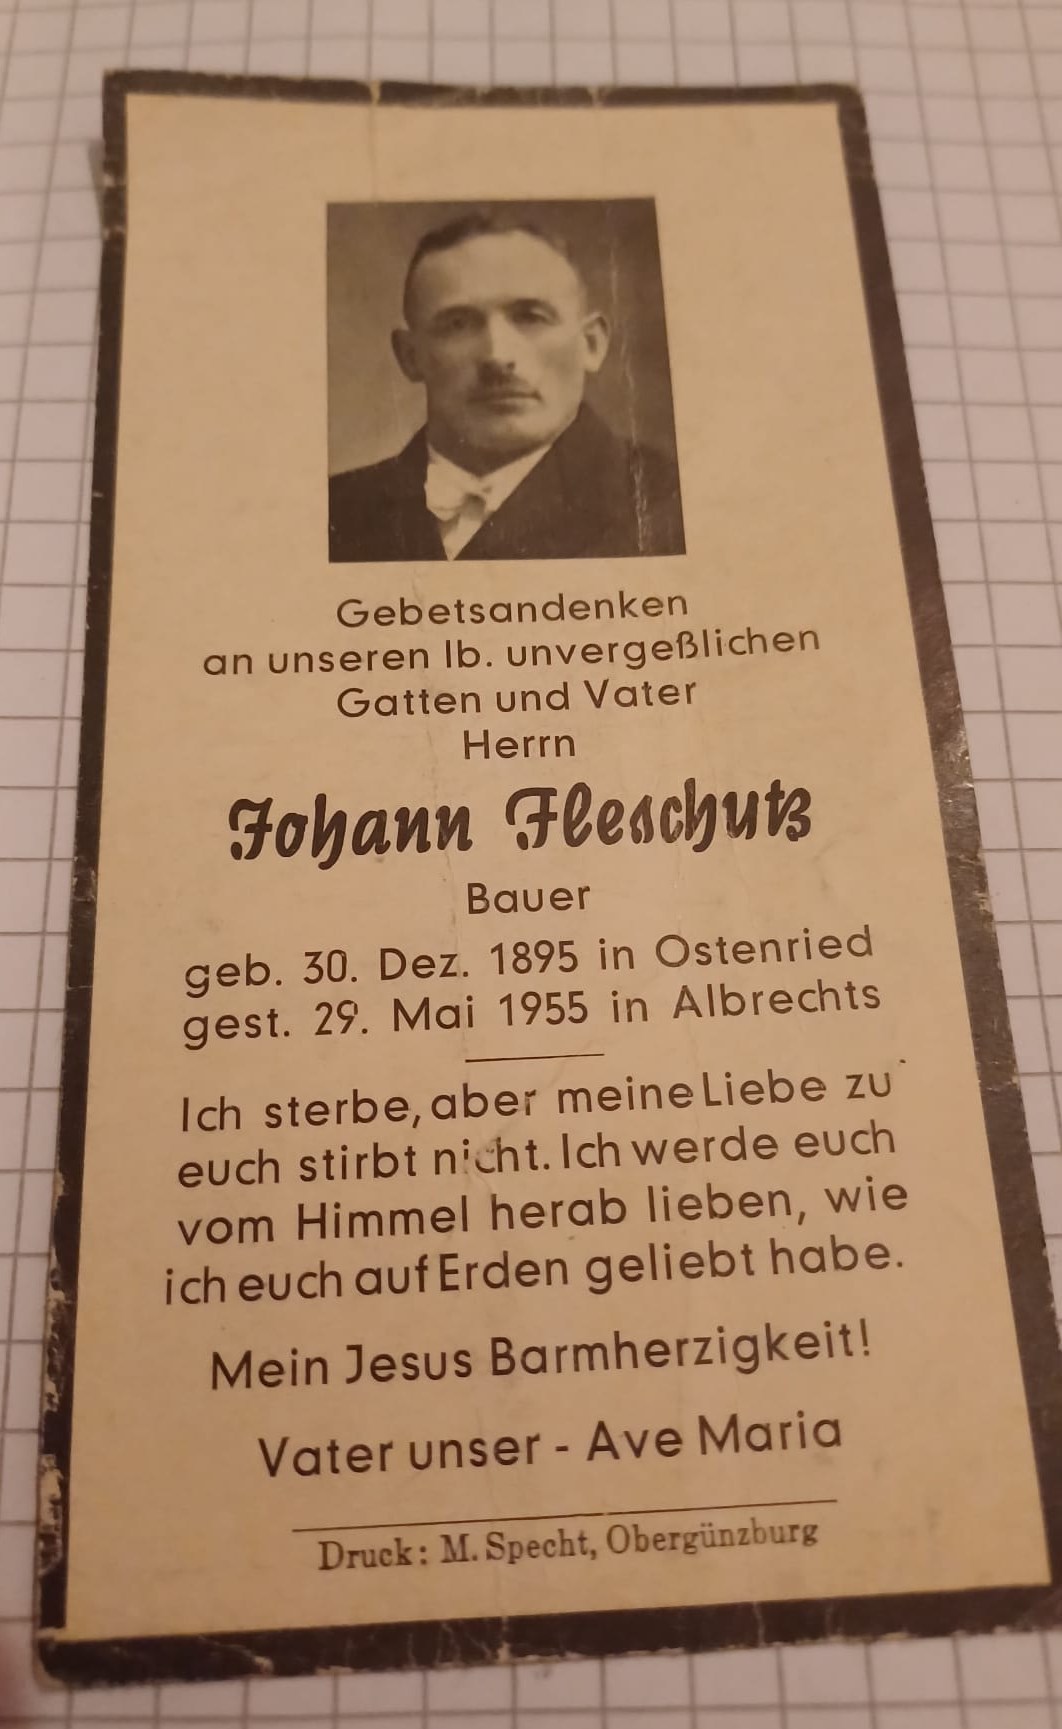 Gebetsandenken
an unseren lb. unvergeßlichen
Gatten und Vater
Herrn
Johann Fleschutz
Bauer
geb. 30. Dez. 1895 in Ostenried
gest. 29. Mai 1955 in Albrechts
Ich sterbe, aber meine Liebe zu
euch stirbt nicht. Ich werde euch
vom Himmel herab lieben, wie
ich euch auf Erden geliebt habe.
Mein Jesus Barmherzigkeit!
Vater unser - Ave Maria
Druck: M. Specht, Obergünzburg